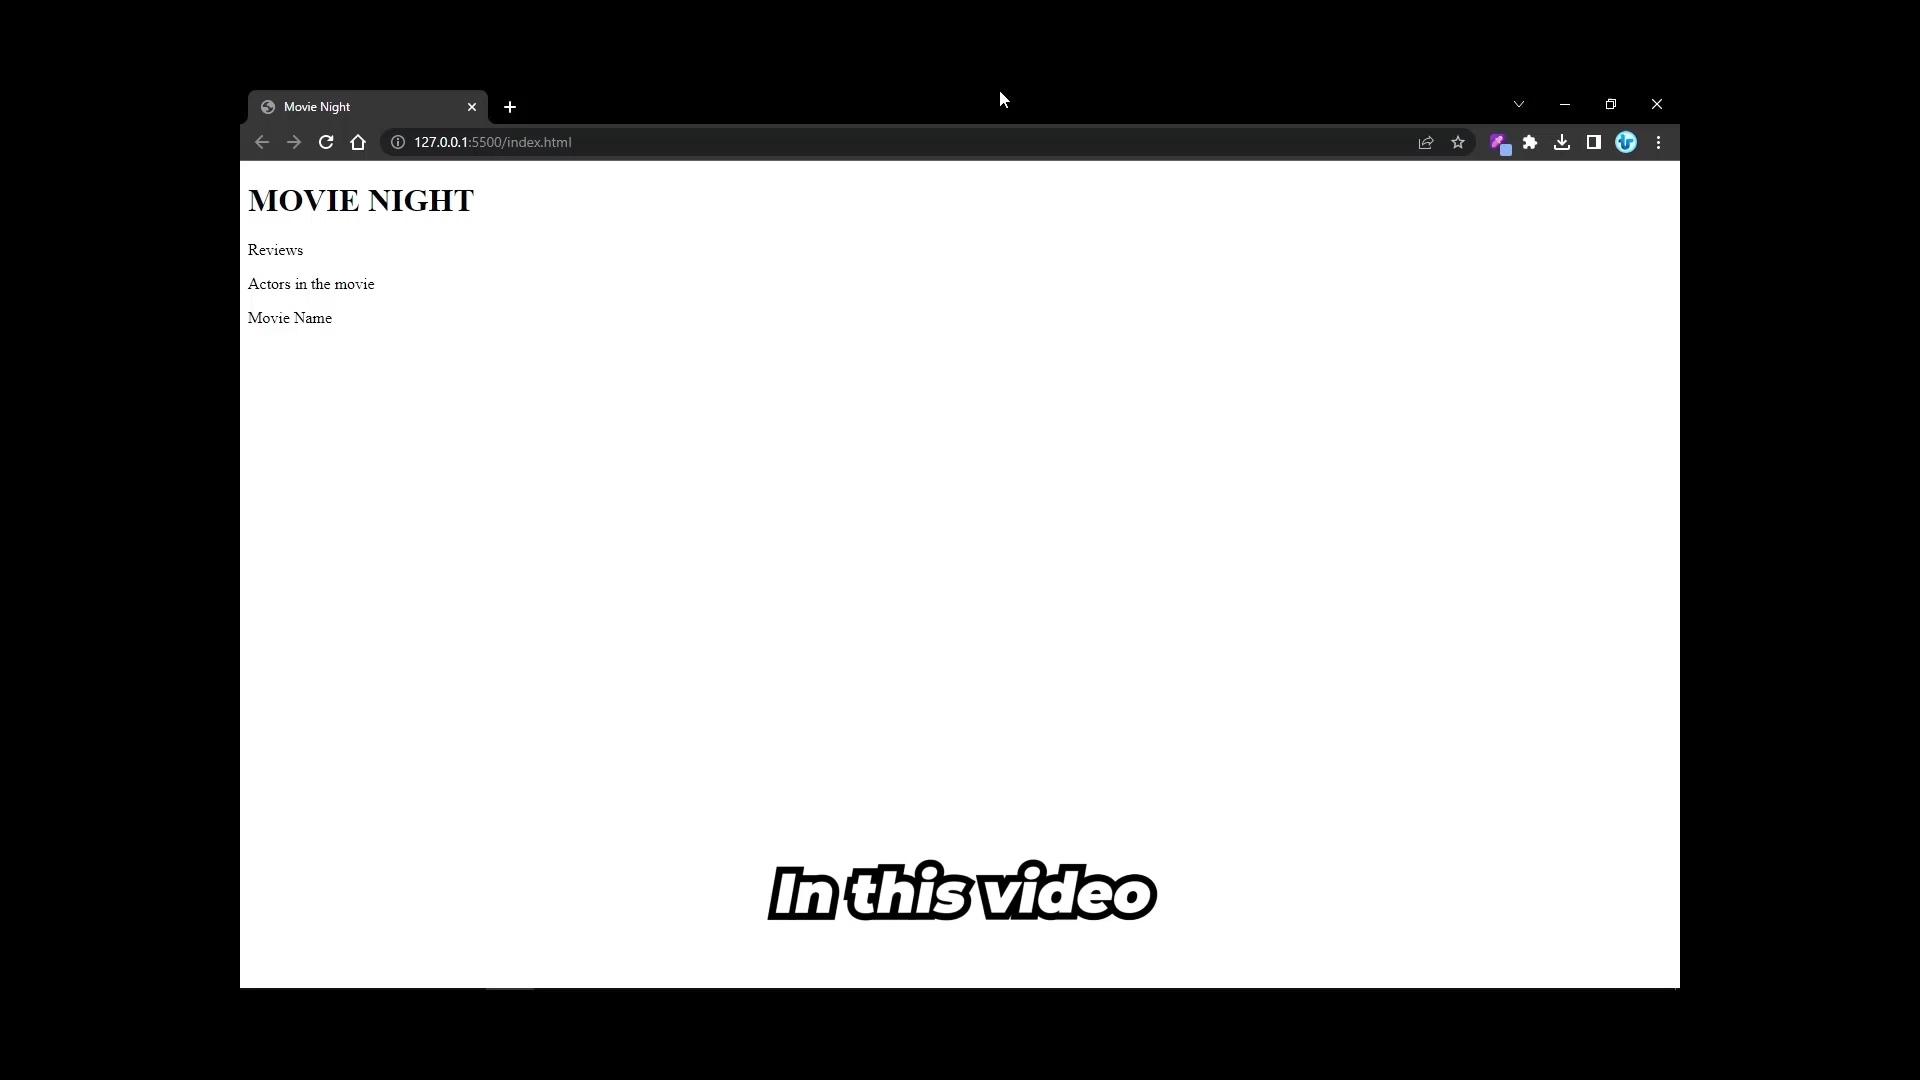 Movie Night
127.0.0.1:5500/index.html
MOVIE NIGHT
Reviews
Actors in the movie
Movie Name
In this video